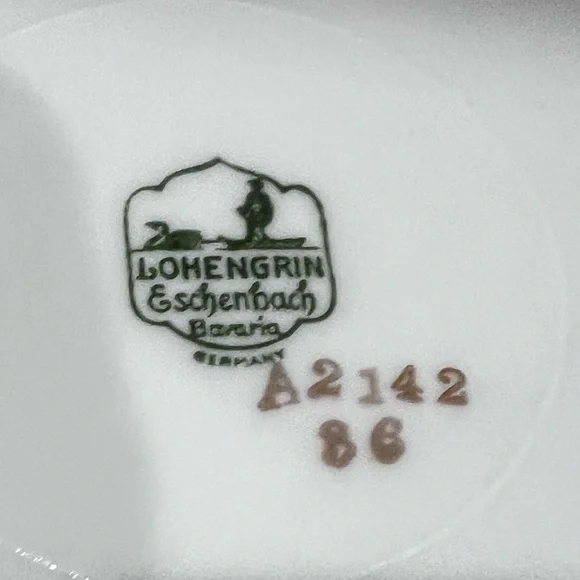 LOHENGRIN
Eschenbach
Bavaria
GERMANY
A2142
86